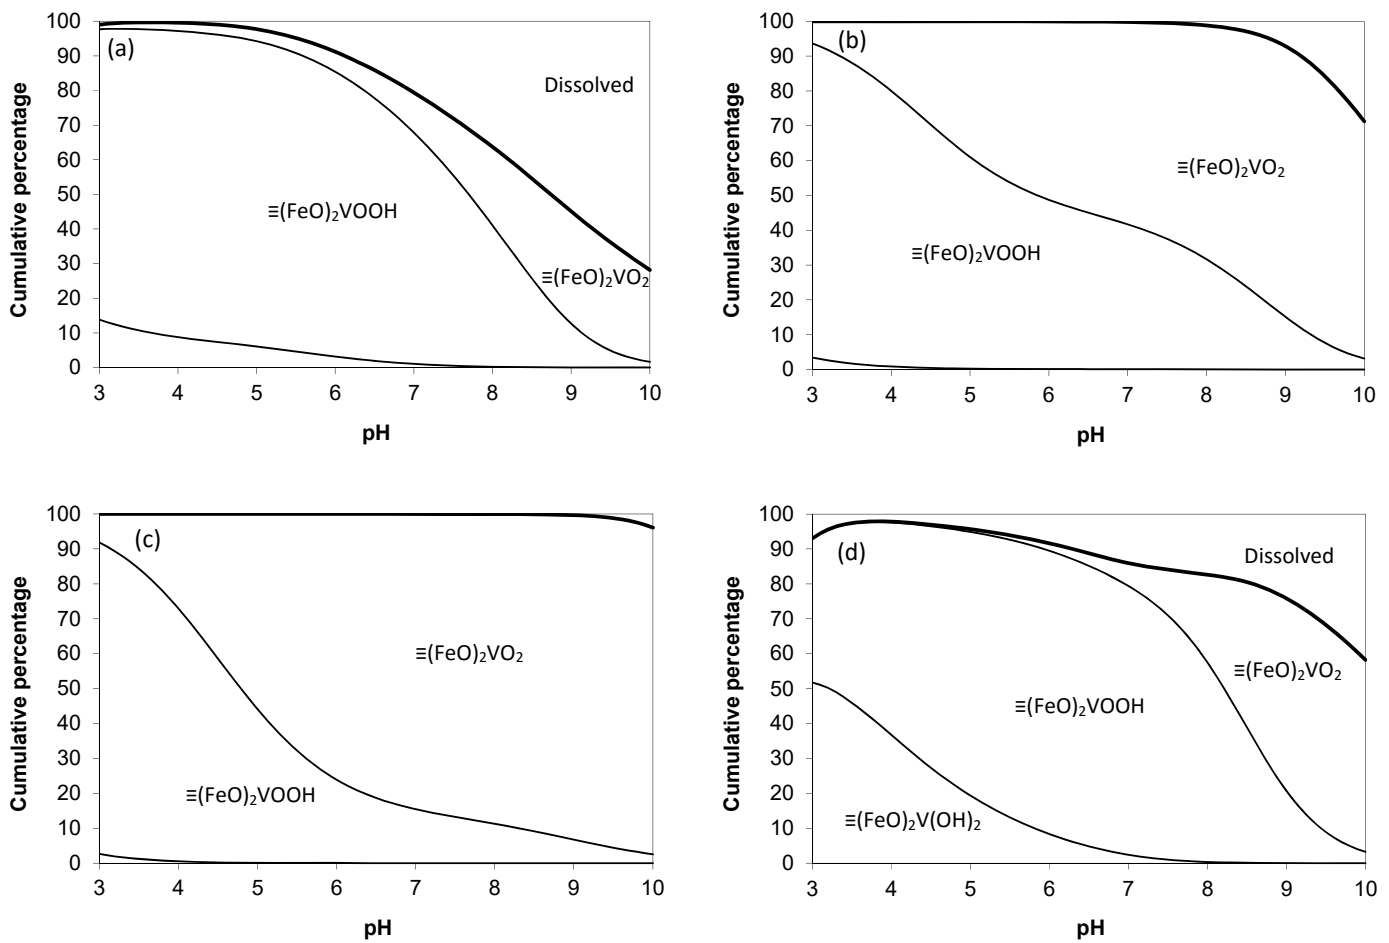 (a)
Cumulative percentage
100
90
80
70
60
50
40
30
20
10
0
Dissolved
≡(FeO)₂VOOH
≡(FeO)₂VO₂
3 4 5 6 7 8 9 10
pH
(b)
Cumulative percentage
100
90
80
70
60
50
40
30
20
10
0
≡(FeO)₂VO₂
≡(FeO)₂VOOH
3 4 5 6 7 8 9 10
pH
(c)
Cumulative percentage
100
90
80
70
60
50
40
30
20
10
0
≡(FeO)₂VO₂
≡(FeO)₂VOOH
3 4 5 6 7 8 9 10
pH
(d)
Cumulative percentage
100
90
80
70
60
50
40
30
20
10
0
Dissolved
≡(FeO)₂VO₂
≡(FeO)₂VOOH
≡(FeO)₂V(OH)₂
3 4 5 6 7 8 9 10
pH